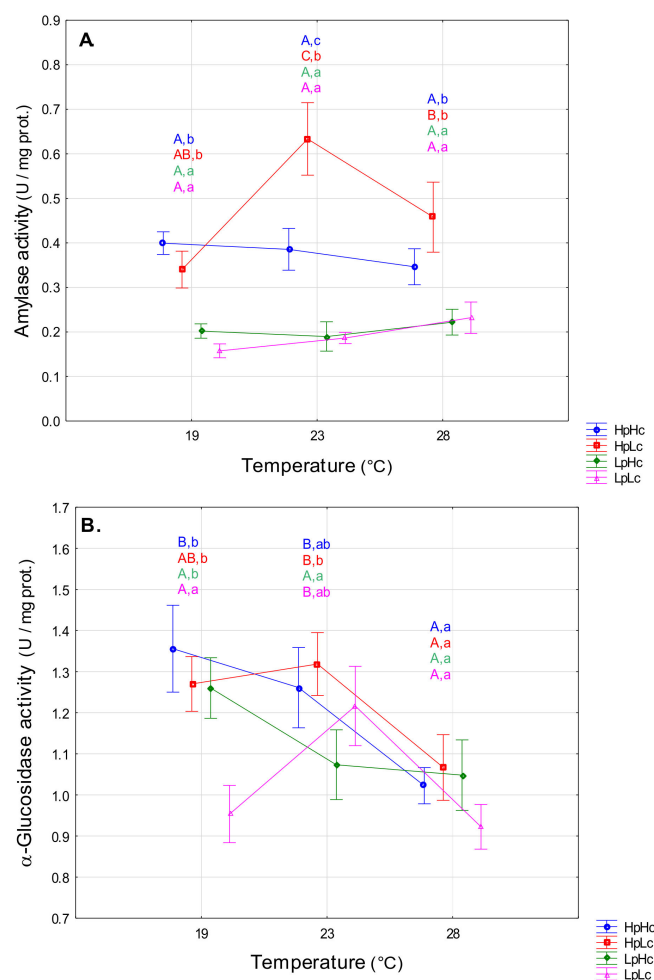 A
0.9
0.8
0.7
0.6
0.5
0.4
0.3
0.2
0.1
0.0
Amylase activity (U / mg prot.)
A,b
AB,b
A,a
A,a
A,c
C,b
A,a
A,a
A,b
B,b
A,a
A,a
19
23
28
Temperature (°C)
HpHc
HpLc
LpHc
LpLc
B.
1.7
1.6
1.5
1.4
1.3
1.2
1.1
1.0
0.9
0.8
0.7
α-Glucosidase activity (U / mg prot.)
B,b
AB,b
A,b
A,a
B,ab
B,b
A,a
B,ab
A,a
A,a
A,a
A,a
19
23
28
HpHc
HpLc
LpHc
LpLc